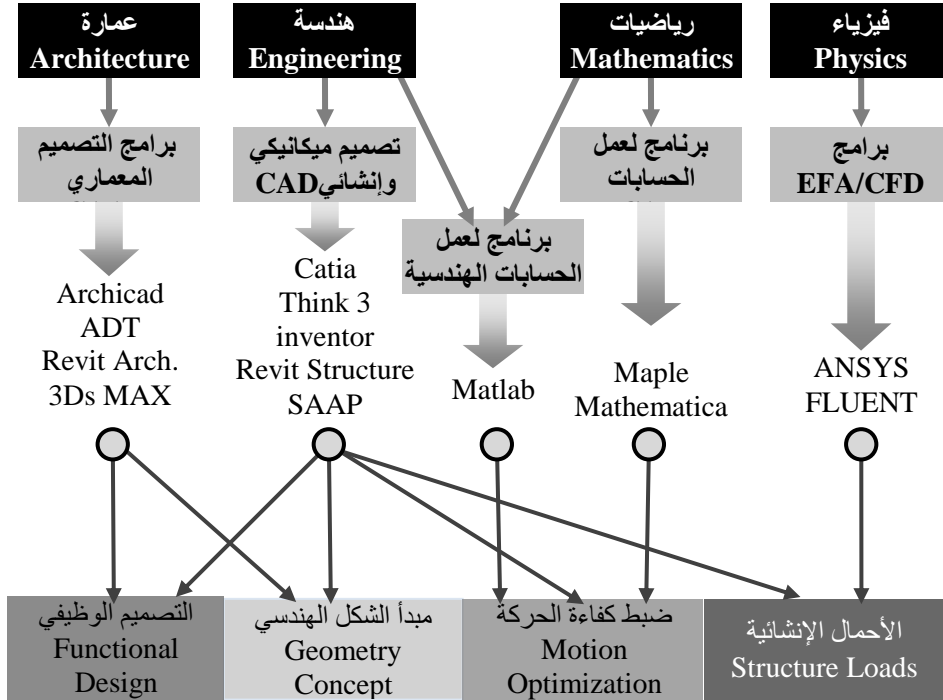 عمارة
Architecture
هندسة
Engineering
رياضيات
Mathematics
فيزياء
Physics
برامج التصميم
المعماري
تصميم ميكانيكي
وإنشائيCAD
برنامج لعمل
الحسابات
برامج
EFA/CFD
برنامج لعمل
الحسابات الهندسية
Archicad
ADT
Revit Arch.
3Ds MAX
Catia
Think 3
inventor
Revit Structure
SAAP
Matlab
Maple
Mathematica
ANSYS
FLUENT
التصميم الوظيفي
Functional
Design
مبدأ الشكل الهندسي
Geometry
Concept
ضبط كفاءة الحركة
Motion
Optimization
الأحمال الإنشائية
Structure Loads